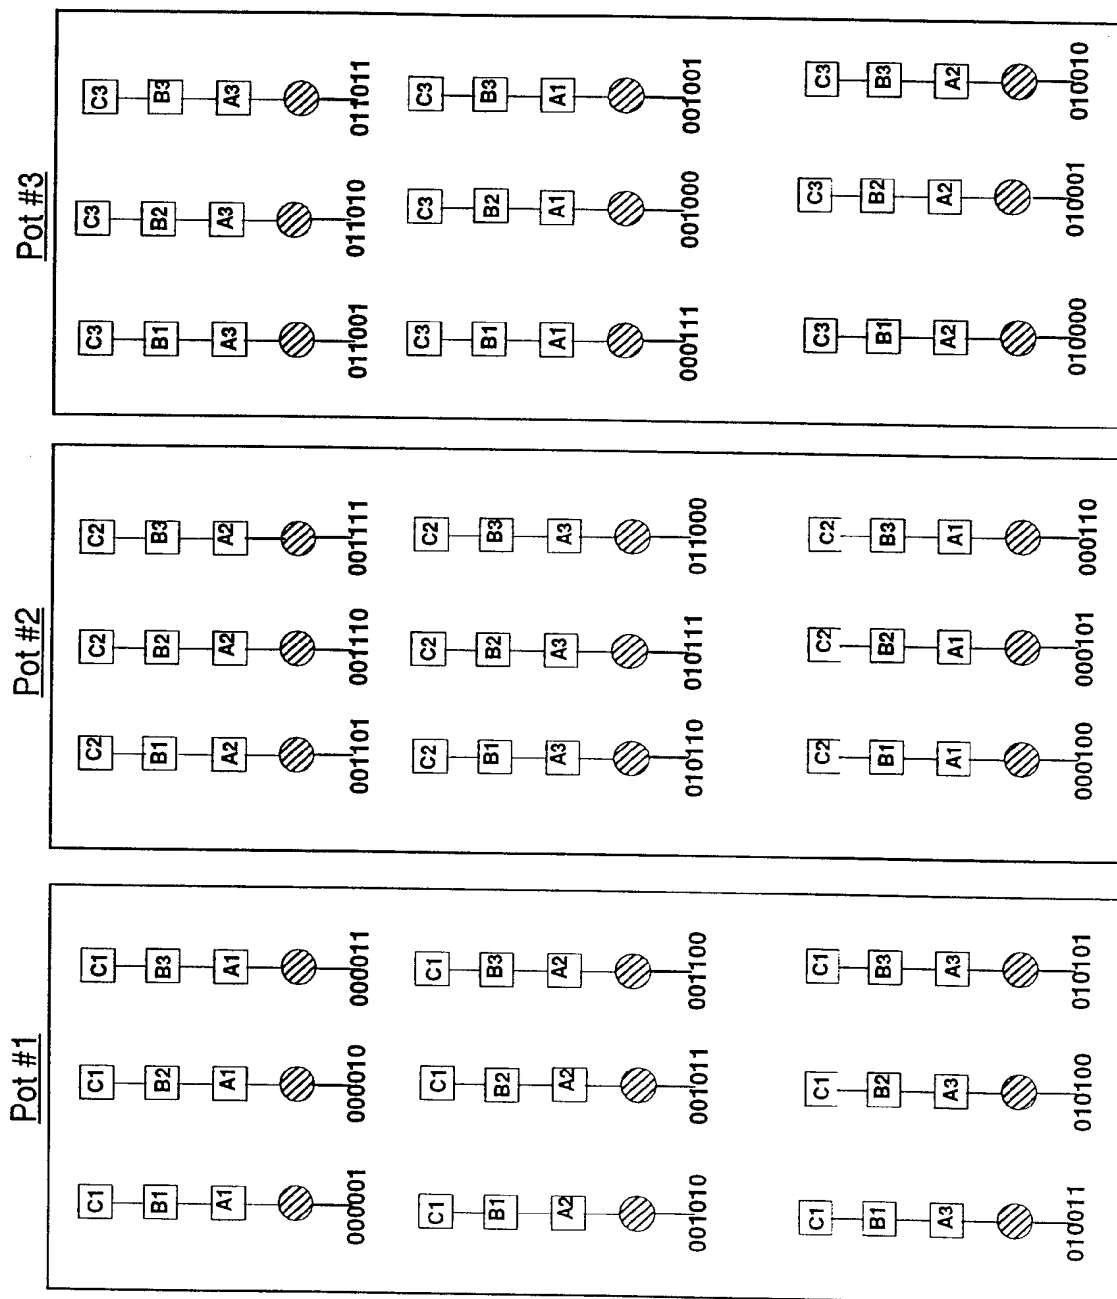 Pot #1
C1 C1 C1
B1 B2 B3
A1 A1 A1
000001 000010 000011
C1 C1 C1
B1 B2 B3
A2 A2 A2
001010 001011 001100
C1 C1 C1
B1 B2 B3
A3 A3 A3
010011 010100 010101
Pot #2
C2 C2 C2
B1 B2 B3
A2 A2 A2
001101 001110 001111
C2 C2 C2
B1 B2 B3
A3 A3 A3
010110 010111 011000
C2 C2 C2
B1 B2 B3
A1 A1 A1
000100 000101 000110
Pot #3
C3 C3 C3
B1 B2 B3
A3 A3 A3
011001 011010 011011
C3 C3 C3
B1 B2 B3
A1 A1 A1
000111 001000 001001
C3 C3 C3
B1 B2 B3
A2 A2 A2
010000 010001 010010